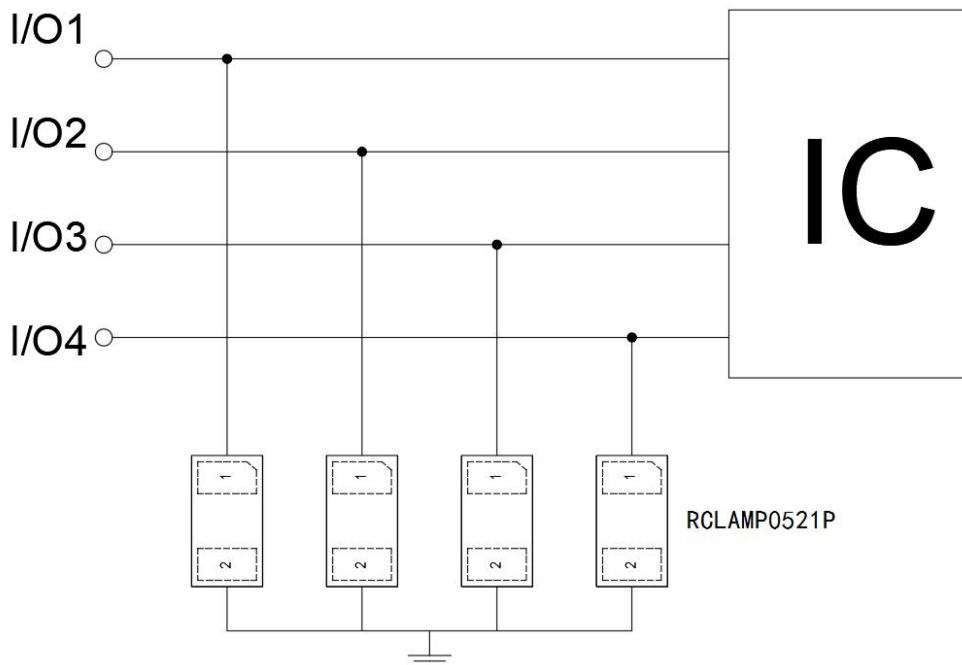 I/O1
I/O2
I/O3
I/O4
IC
1 1 1 1
2 2 2 2
RCLAMP0521P